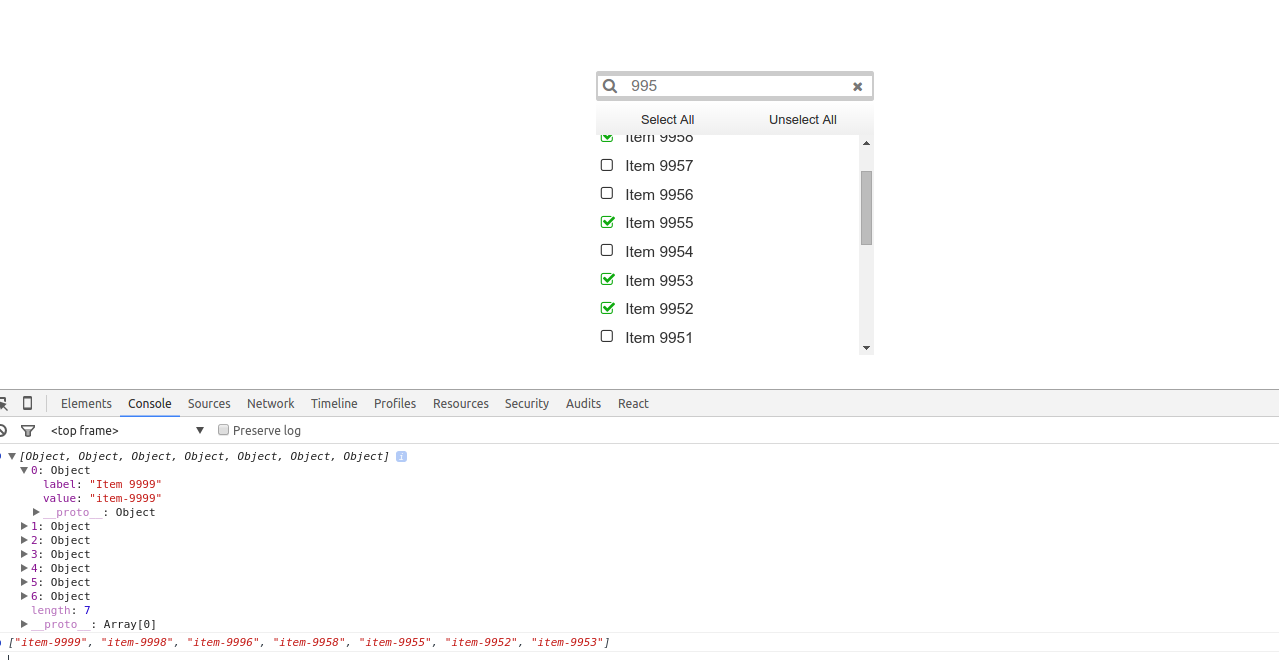 995
Select All Unselect All
Item 9958
Item 9957
Item 9956
Item 9955
Item 9954
Item 9953
Item 9952
Item 9951
Elements Console Sources Network Timeline Profiles Resources Security Audits React
<top frame> Preserve log
[Object, Object, Object, Object, Object, Object, Object] i
0: Object
label: "Item 9999"
value: "item-9999"
__proto__: Object
1: Object
2: Object
3: Object
4: Object
5: Object
6: Object
length: 7
__proto__: Array[0]
["item-9999", "item-9998", "item-9996", "item-9958", "item-9955", "item-9952", "item-9953"]